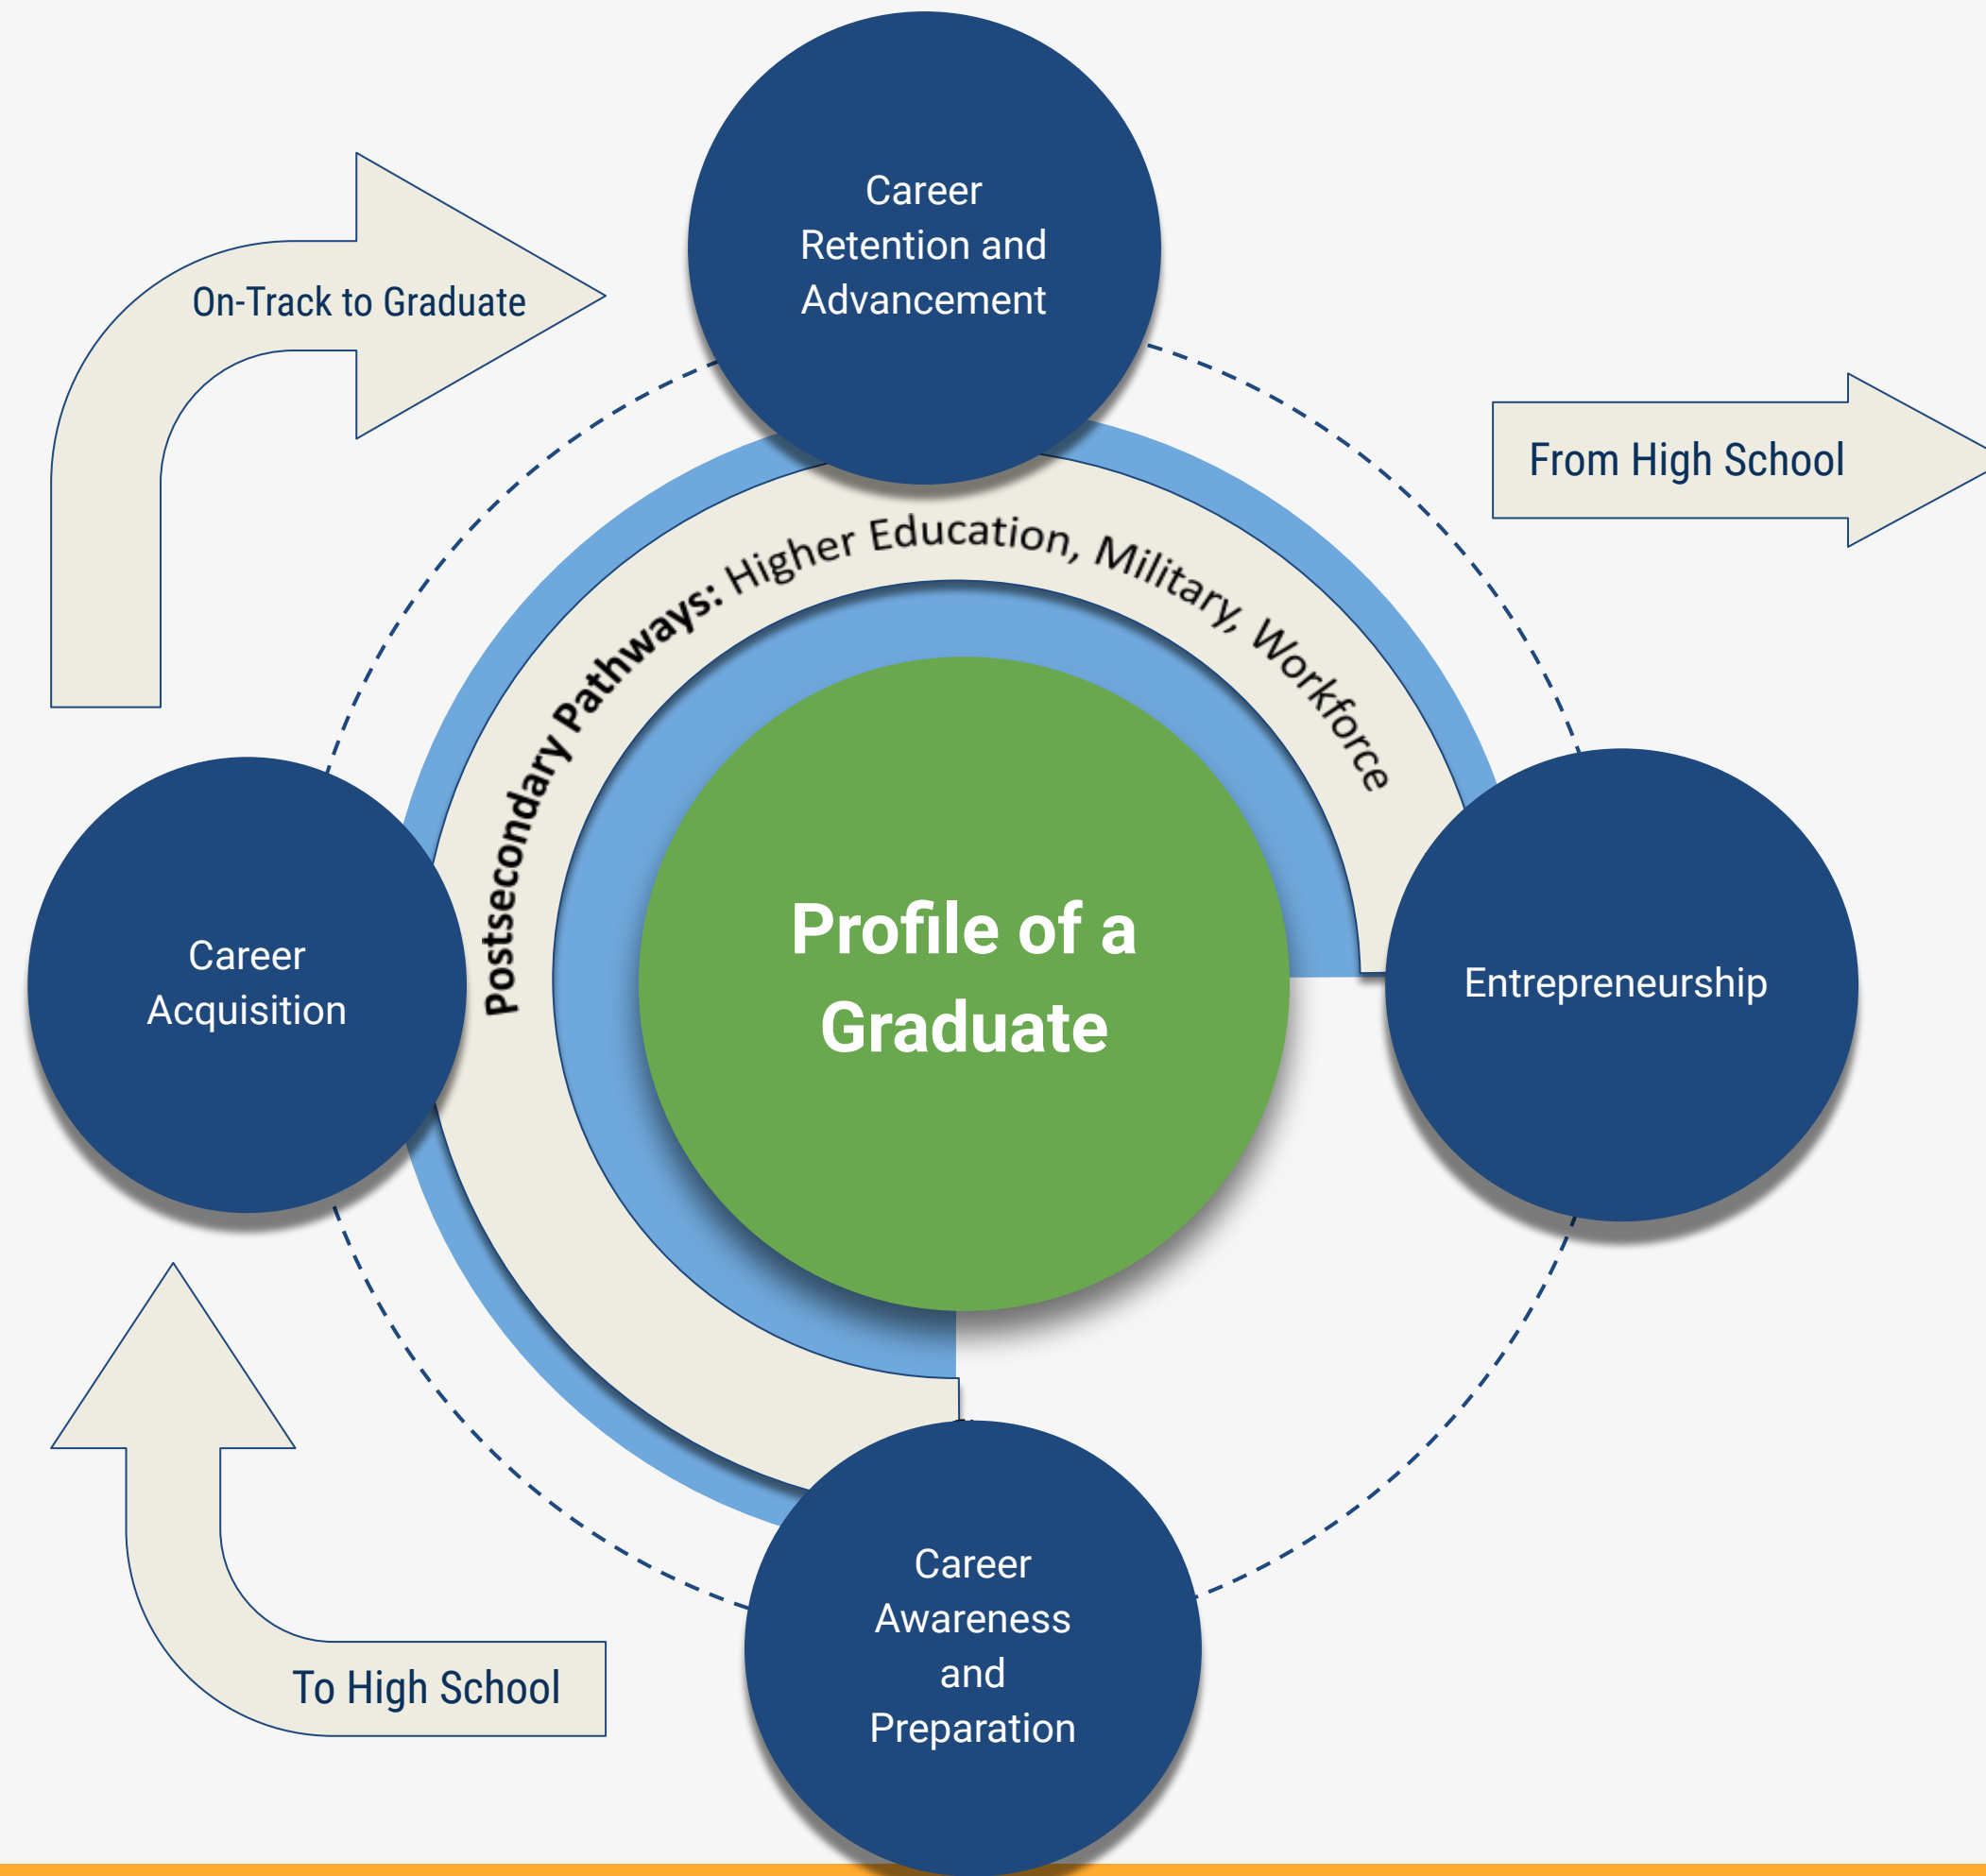 Career
Retention and
Advancement
On-Track to Graduate
From High School
Postsecondary Pathways: Higher Education, Military, Workforce
Profile of a
Graduate
Career
Acquisition
Entrepreneurship
Career
Awareness
and
Preparation
To High School